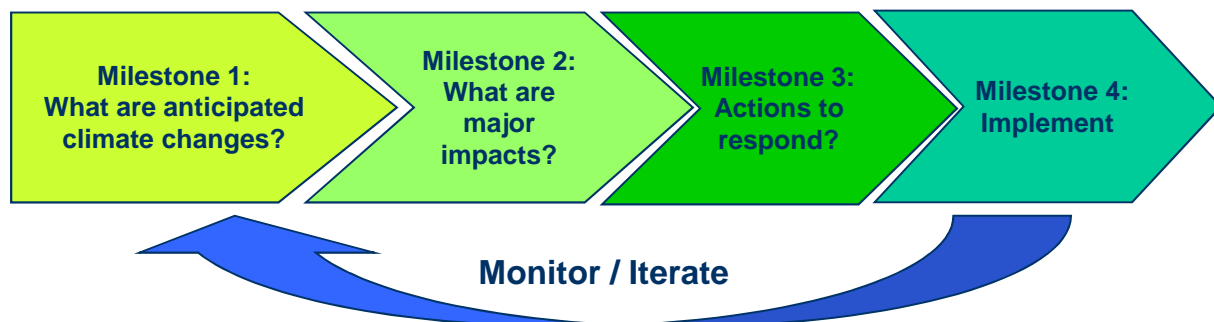 Milestone 1:
What are anticipated
climate changes?
Milestone 2:
What are
major
impacts?
Milestone 3:
Actions to
respond?
Milestone 4:
Implement
Monitor / Iterate